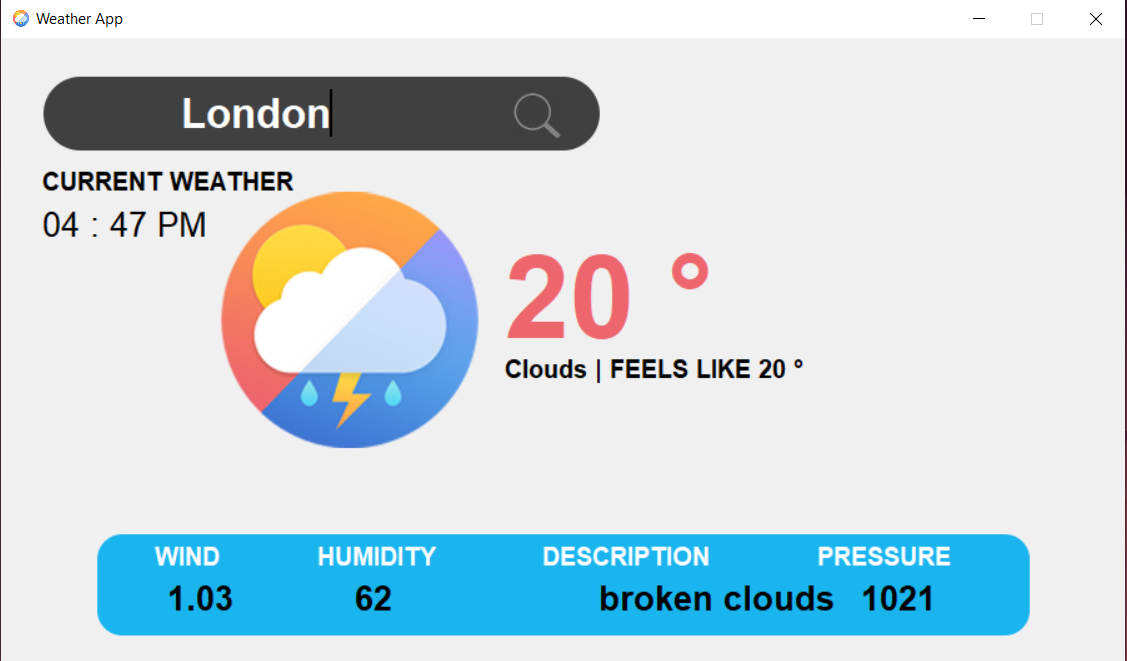 Weather App
London
CURRENT WEATHER
04 : 47 PM
20 °
Clouds | FEELS LIKE 20 °
WIND HUMIDITY DESCRIPTION PRESSURE
1.03 62 broken clouds 1021